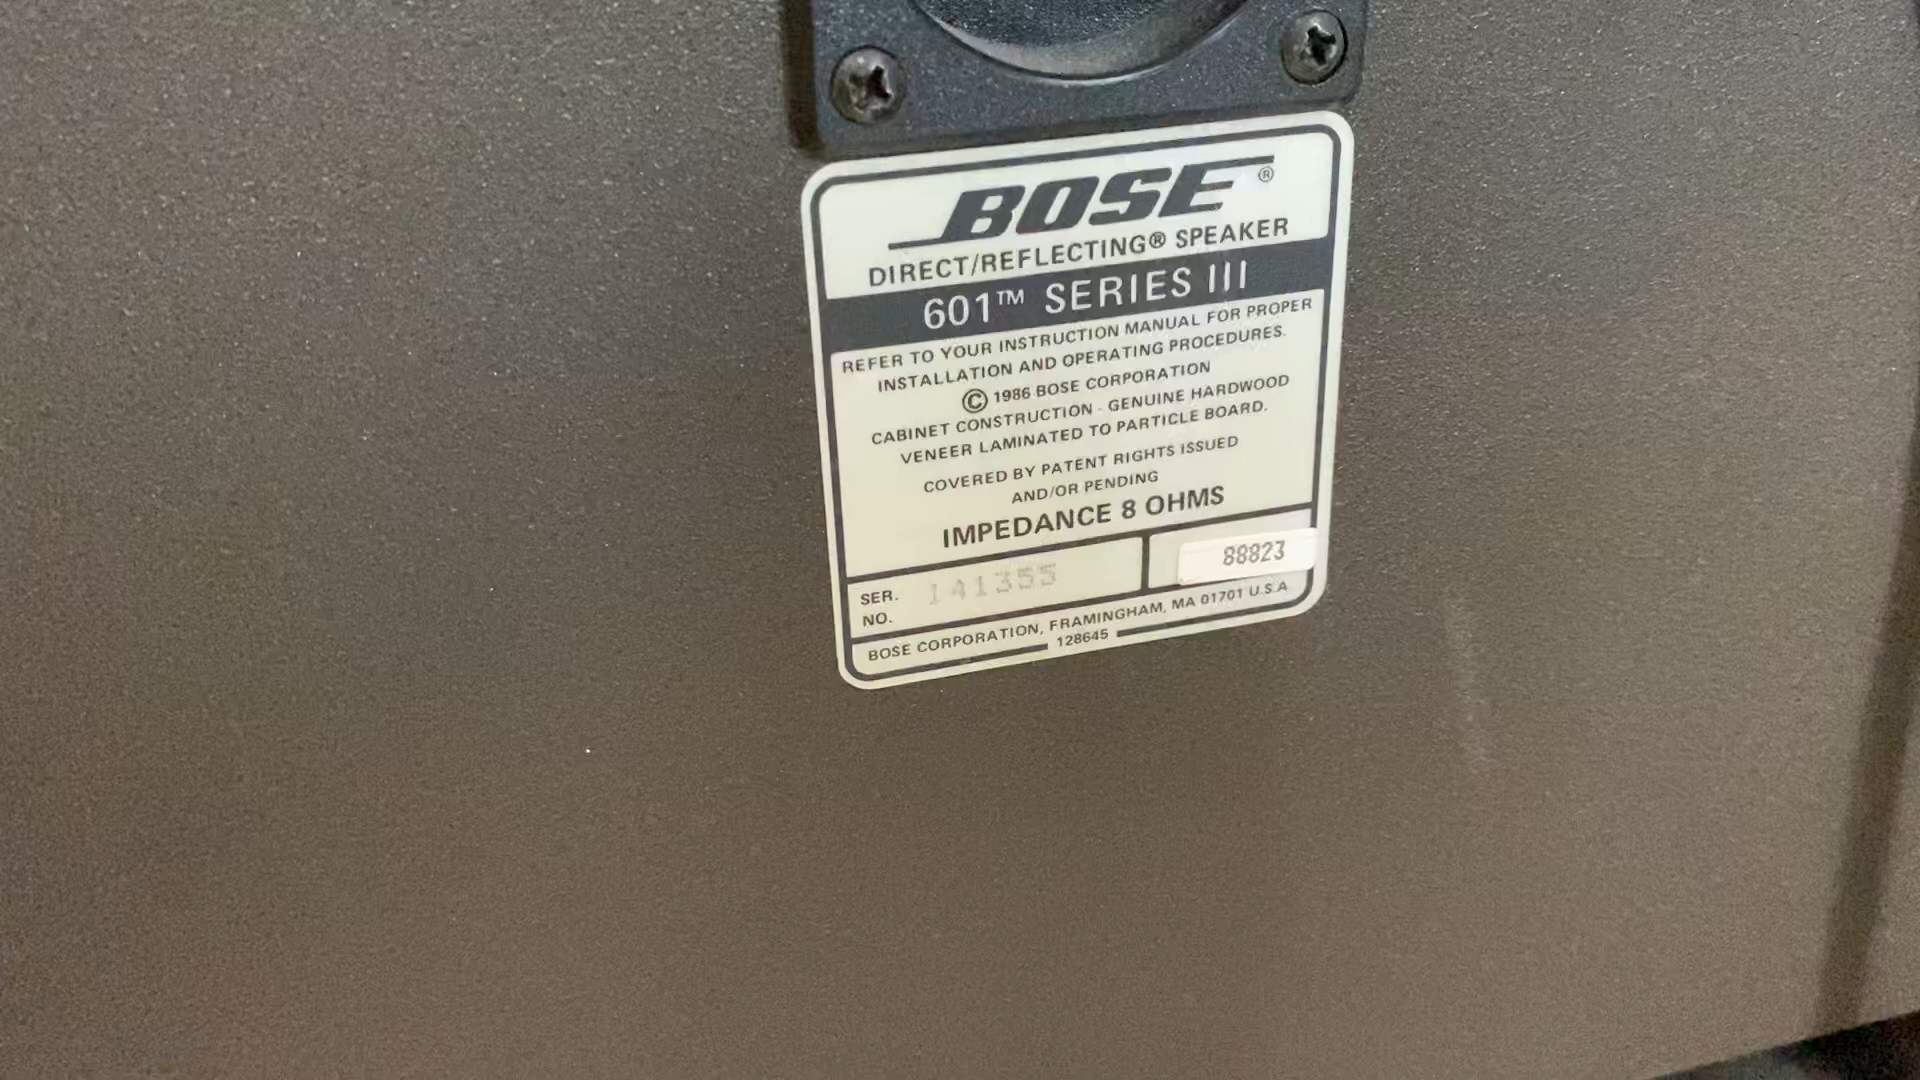 BOSE®
DIRECT/REFLECTING® SPEAKER
601™ SERIES III
REFER TO YOUR INSTRUCTION MANUAL FOR PROPER
INSTALLATION AND OPERATING PROCEDURES.
© 1986 BOSE CORPORATION
CABINET CONSTRUCTION - GENUINE HARDWOOD
VENEER LAMINATED TO PARTICLE BOARD.
COVERED BY PATENT RIGHTS ISSUED
AND/OR PENDING
IMPEDANCE 8 OHMS
SER. NO. 141355
88823
BOSE CORPORATION, FRAMINGHAM, MA 01701 U.S.A
128645